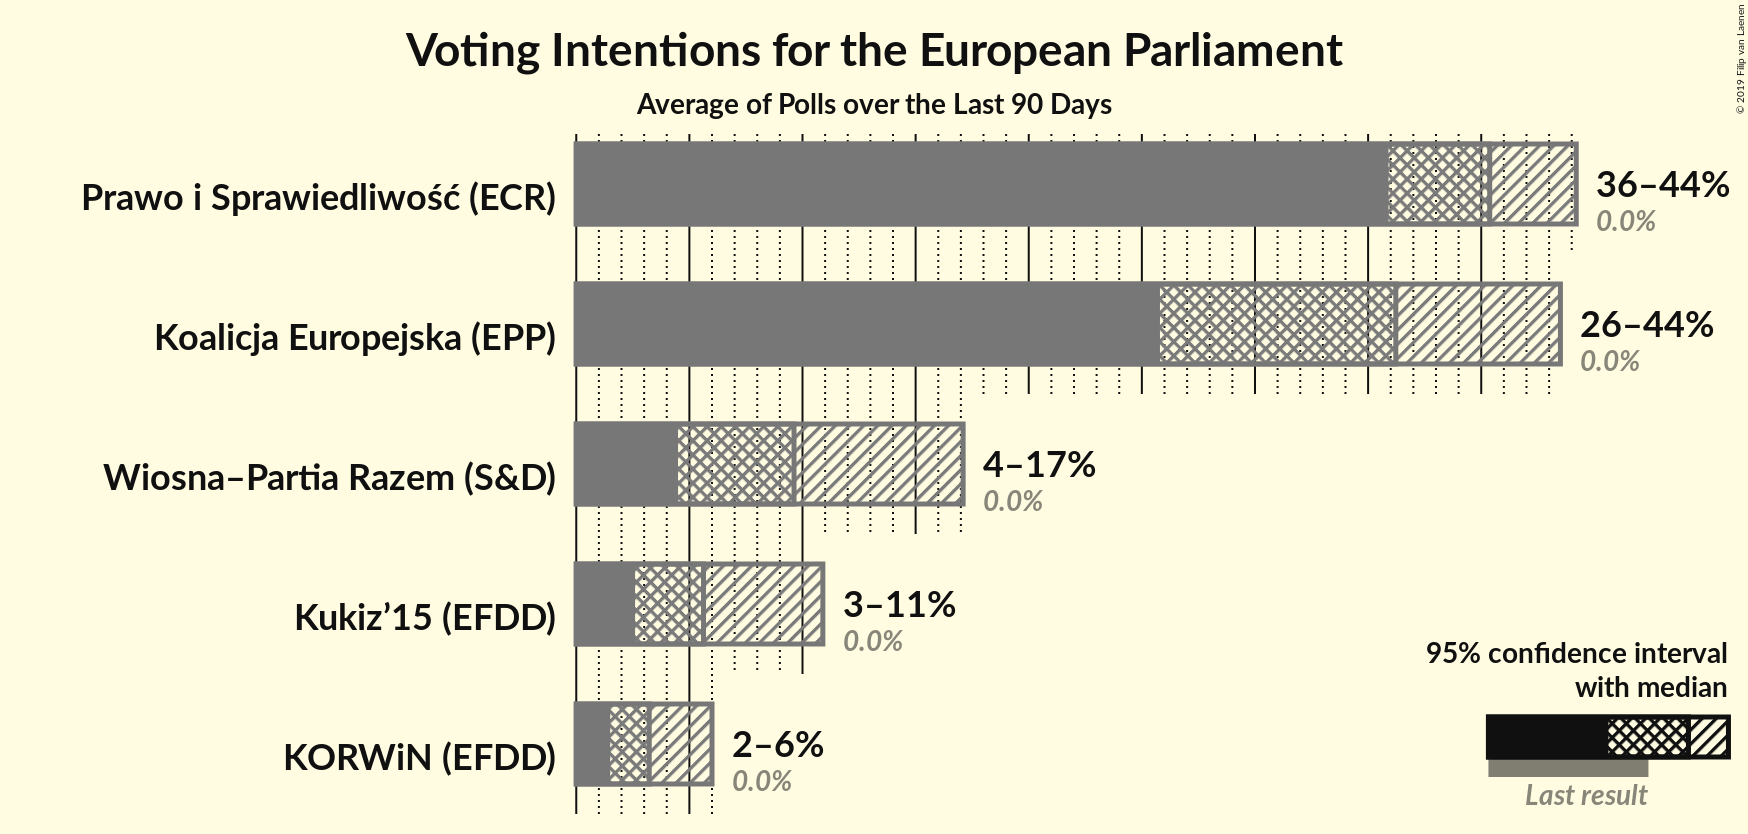 Voting Intentions for the European Parliament
Average of Polls over the Last 90 Days
© 2019 Filip van Laenen
Prawo i Sprawiedliwość (ECR)
36–44%
0.0%
Koalicja Europejska (EPP)
26–44%
0.0%
Wiosna–Partia Razem (S&D)
4–17%
0.0%
Kukiz’15 (EFDD)
3–11%
0.0%
KORWiN (EFDD)
2–6%
0.0%
95% confidence interval
with median
Last result